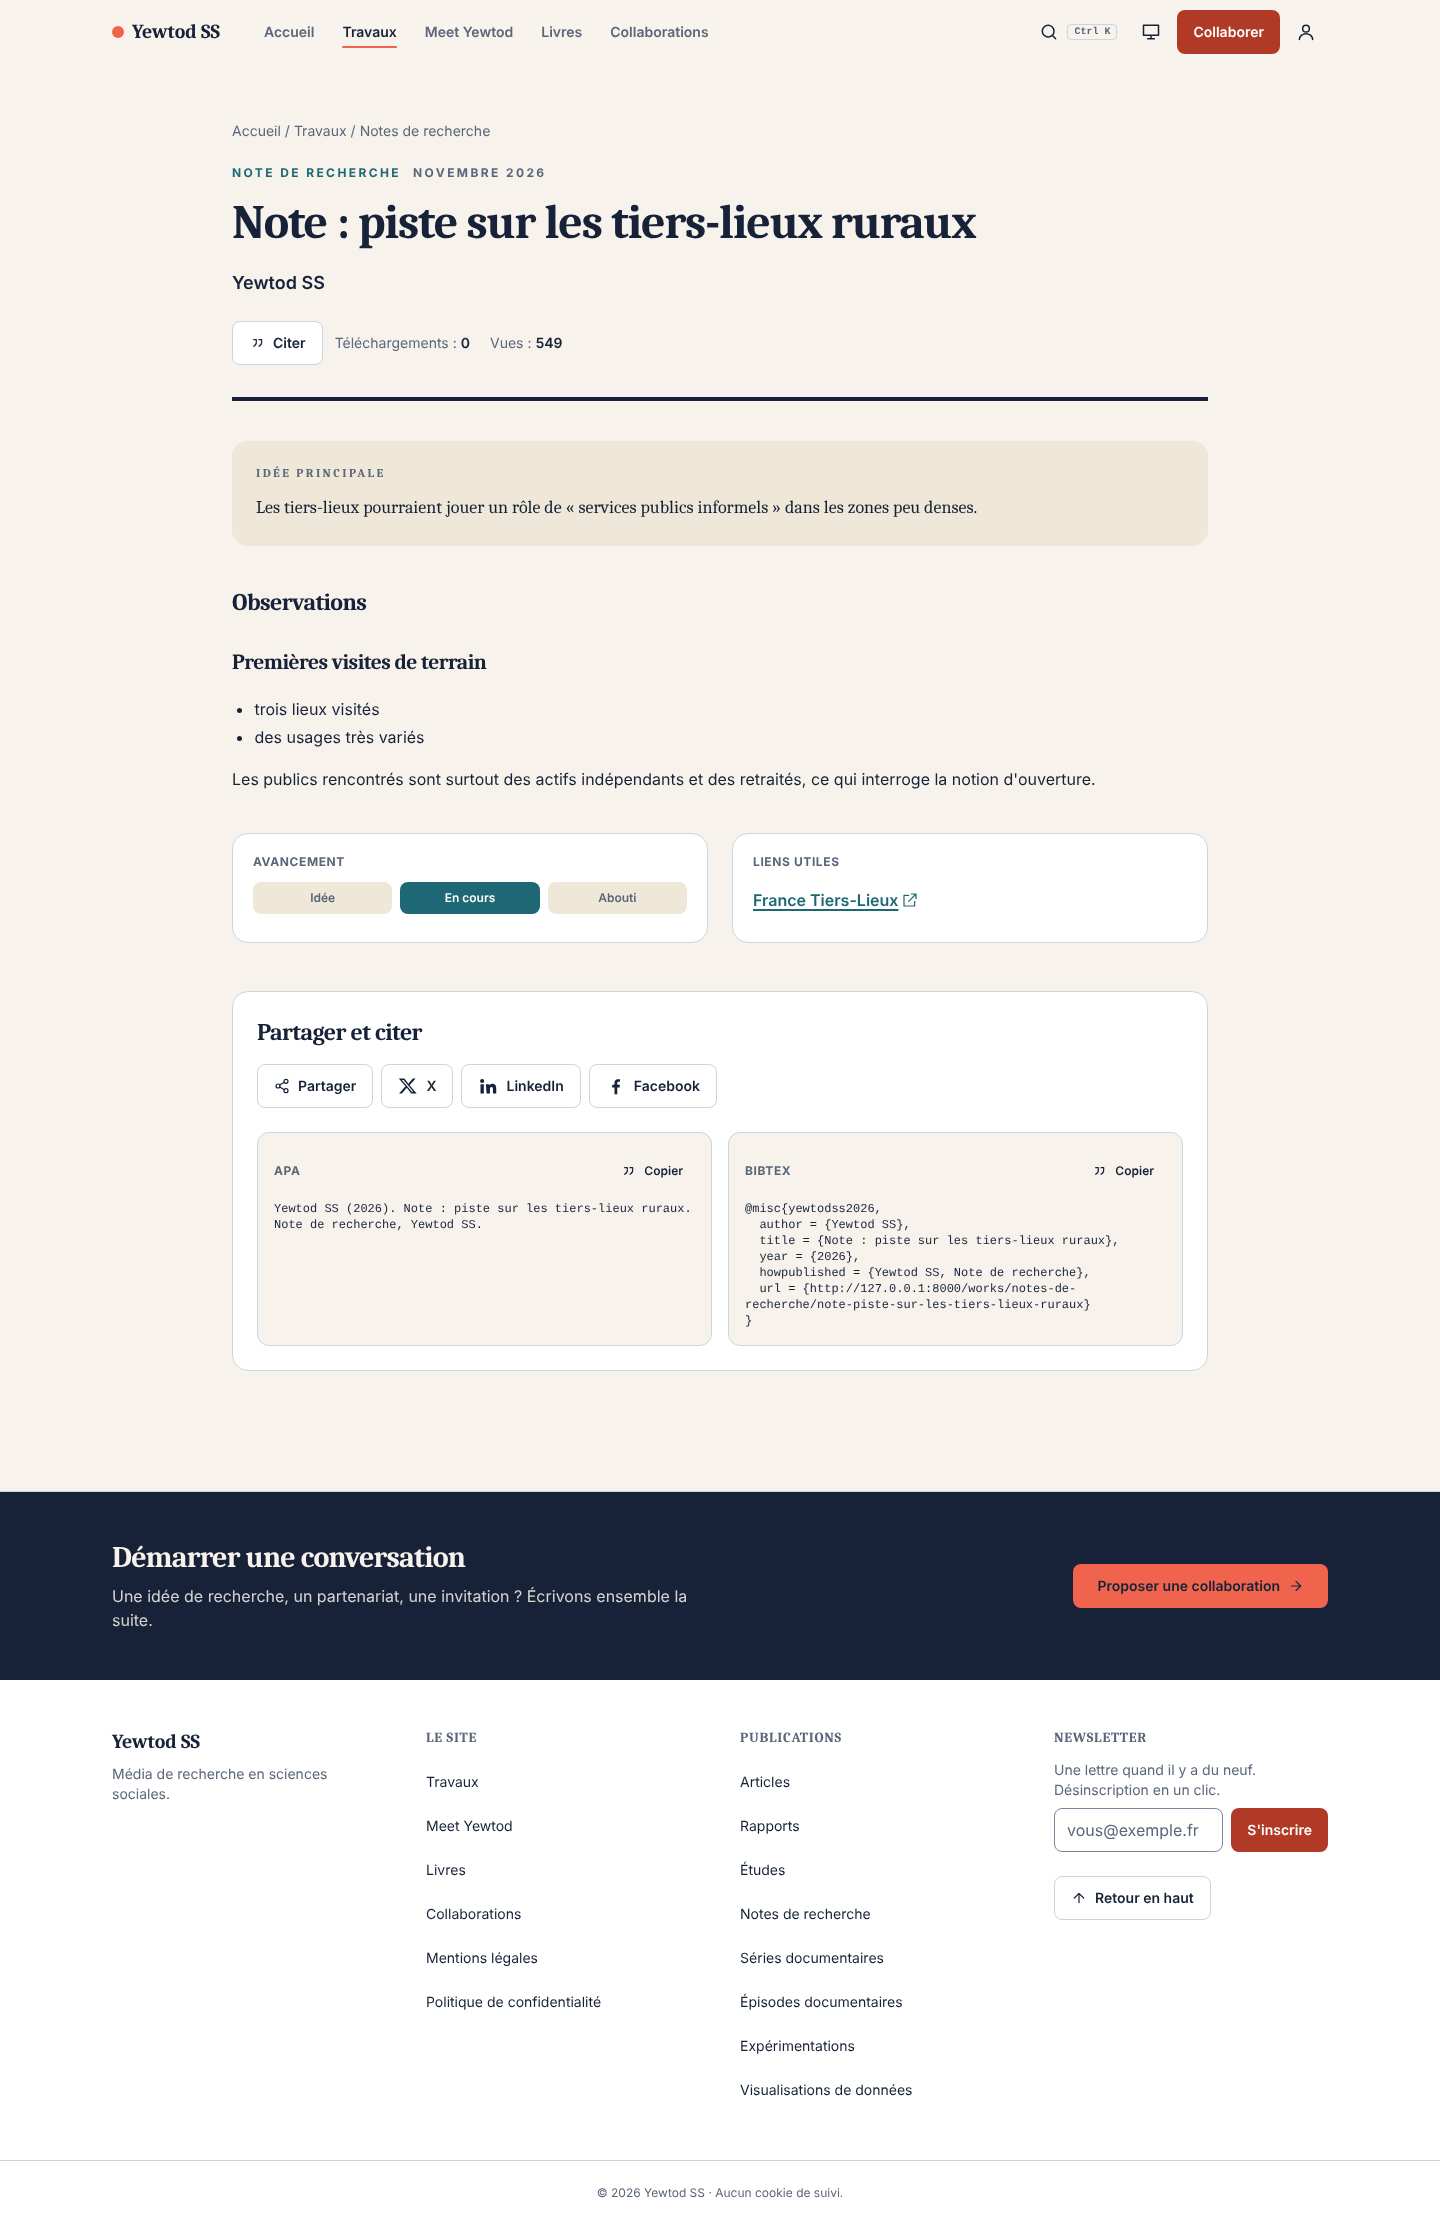 Yewtod SS
Accueil
Travaux
Meet Yewtod
Livres
Collaborations
Ctrl K
Collaborer
Accueil / Travaux / Notes de recherche
NOTE DE RECHERCHE NOVEMBRE 2026
Note : piste sur les tiers-lieux ruraux
Yewtod SS
Citer
Téléchargements : 0
Vues : 549
IDÉE PRINCIPALE
Les tiers-lieux pourraient jouer un rôle de « services publics informels » dans les zones peu denses.
Observations
Premières visites de terrain
• trois lieux visités
• des usages très variés
Les publics rencontrés sont surtout des actifs indépendants et des retraités, ce qui interroge la notion d'ouverture.
AVANCEMENT
Idée
En cours
Abouti
LIENS UTILES
France Tiers-Lieux
Partager et citer
Partager
X
LinkedIn
Facebook
APA
Copier
Yewtod SS (2026). Note : piste sur les tiers-lieux ruraux.
Note de recherche, Yewtod SS.
BIBTEX
Copier
@misc{yewtodss2026,
  author = {Yewtod SS},
  title = {Note : piste sur les tiers-lieux ruraux},
  year = {2026},
  howpublished = {Yewtod SS, Note de recherche},
  url = {http://127.0.0.1:8000/works/notes-de-
recherche/note-piste-sur-les-tiers-lieux-ruraux}
}
Démarrer une conversation
Une idée de recherche, un partenariat, une invitation ? Écrivons ensemble la
suite.
Proposer une collaboration
Yewtod SS
Média de recherche en sciences
sociales.
LE SITE
Travaux
Meet Yewtod
Livres
Collaborations
Mentions légales
Politique de confidentialité
PUBLICATIONS
Articles
Rapports
Études
Notes de recherche
Séries documentaires
Épisodes documentaires
Expérimentations
Visualisations de données
NEWSLETTER
Une lettre quand il y a du neuf.
Désinscription en un clic.
vous@exemple.fr
S'inscrire
Retour en haut
© 2026 Yewtod SS · Aucun cookie de suivi.